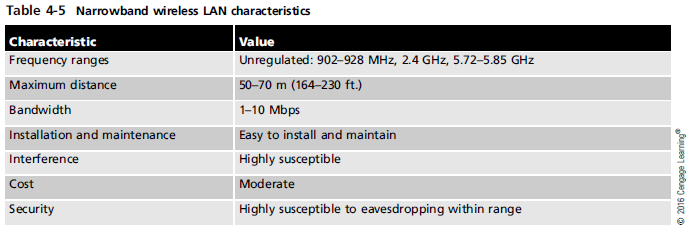 Table 4-5 Narrowband wireless LAN characteristics
Characteristic Value
Frequency ranges Unregulated: 902–928 MHz, 2.4 GHz, 5.72–5.85 GHz
Maximum distance 50–70 m (164–230 ft.)
Bandwidth 1–10 Mbps
Installation and maintenance Easy to install and maintain
Interference Highly susceptible
Cost Moderate
Security Highly susceptible to eavesdropping within range
© 2016 Cengage Learning®